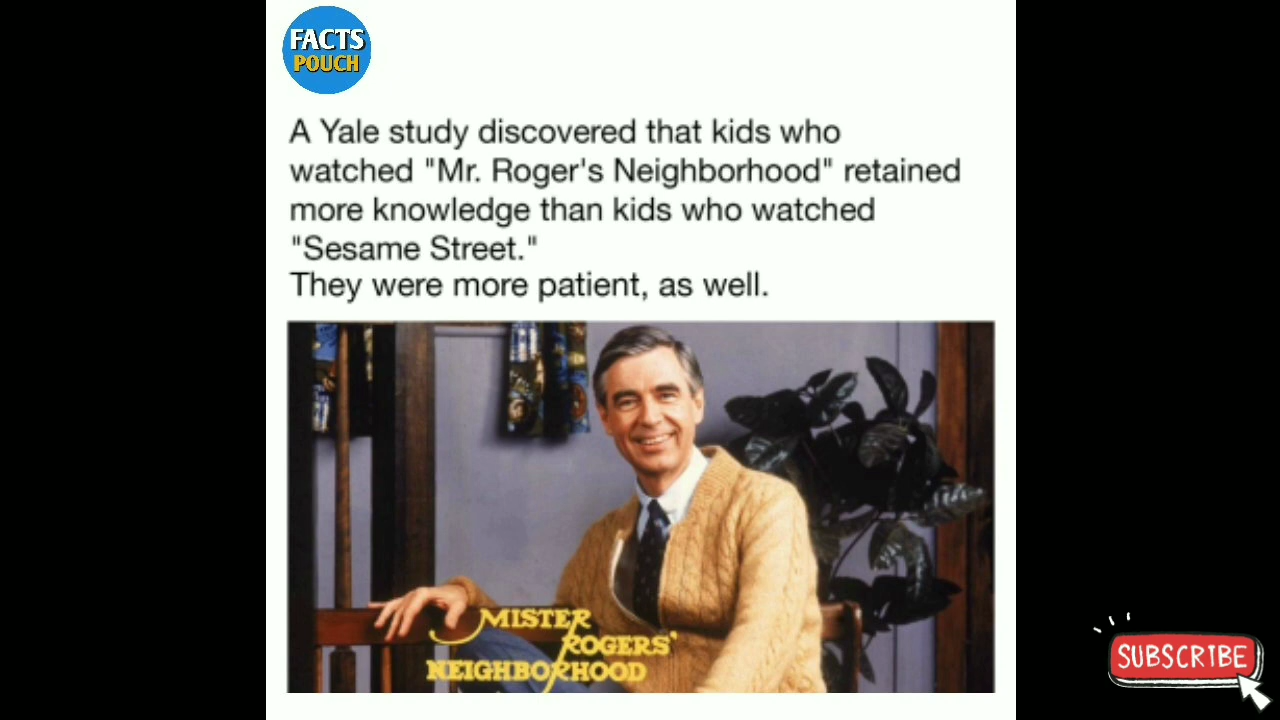 FACTS
POUCH
A Yale study discovered that kids who
watched "Mr. Roger's Neighborhood" retained
more knowledge than kids who watched
"Sesame Street."
They were more patient, as well.
MISTER
ROGERS'
NEIGHBORHOOD
SUBSCRIBE